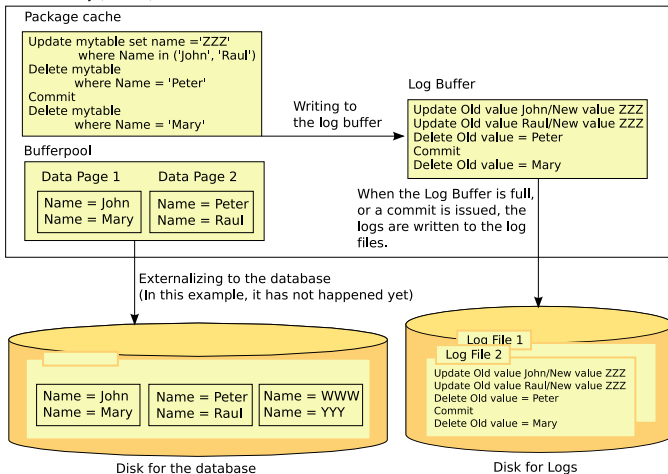 Package cache
Update mytable set name ='ZZZ'
where Name in ('John', 'Raul')
Delete mytable
where Name = 'Peter'
Commit
Delete mytable
where Name = 'Mary'
Writing to
the log buffer
Log Buffer
Update Old value John/New value ZZZ
Update Old value Raul/New value ZZZ
Delete Old value = Peter
Commit
Delete Old value = Mary
Bufferpool
Data Page 1
Data Page 2
Name = John
Name = Mary
Name = Peter
Name = Raul
When the Log Buffer is full,
or a commit is issued, the
logs are written to the log
files.
Externalizing to the database
(In this example, it has not happened yet)
Name = John
Name = Mary
Name = Peter
Name = Raul
Name = WWW
Name = YYY
Disk for the database
Log File 1
Log File 2
Update Old value John/New value ZZZ
Update Old value Raul/New value ZZZ
Delete Old value = Peter
Commit
Delete Old value = Mary
Disk for Logs